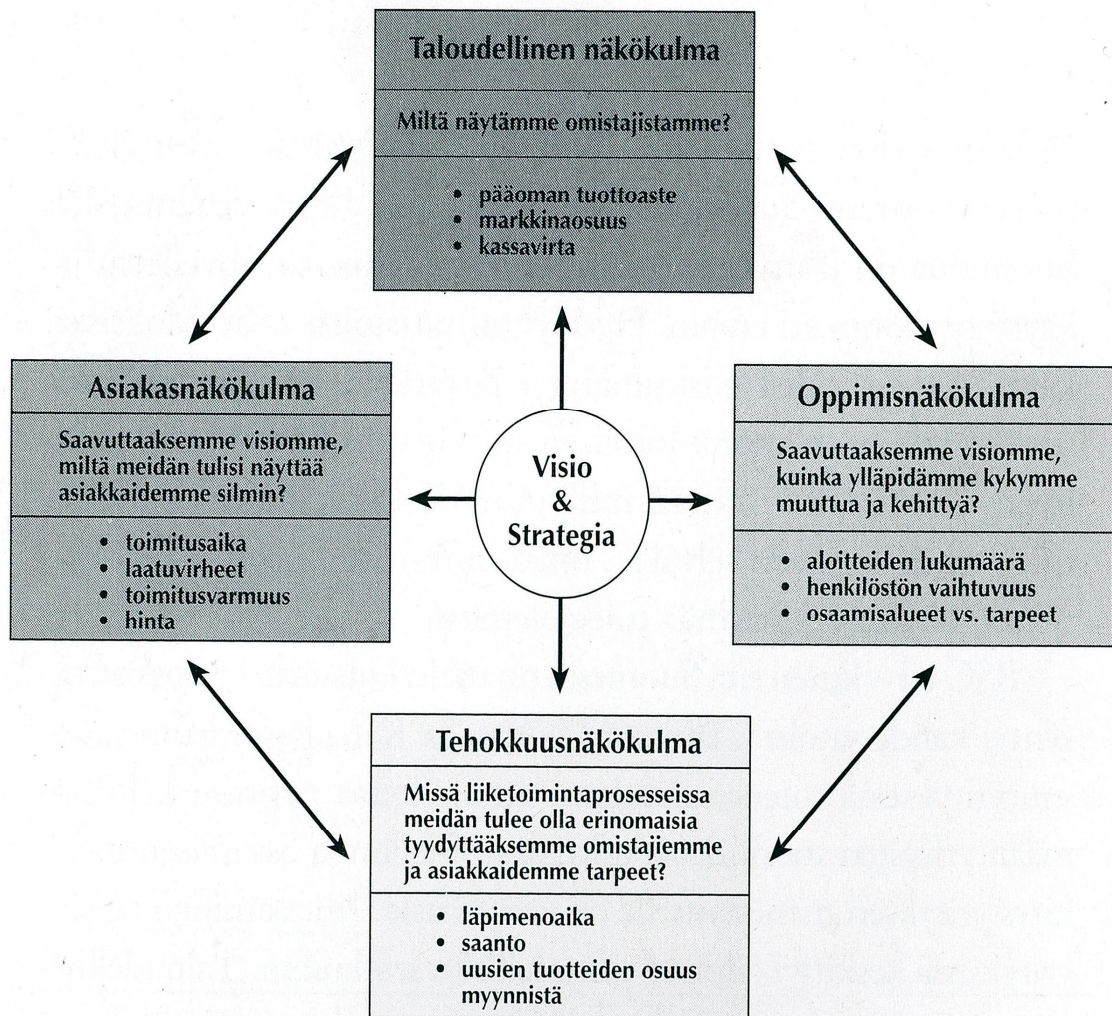 Taloudellinen näkökulma
Miltä näytämme omistajistamme?
• pääoman tuottoaste
• markkinaosuus
• kassavirta
Asiakasnäkökulma
Saavuttaaksemme visiomme,
miltä meidän tulisi näyttää
asiakkaidemme silmin?
• toimitusaika
• laatuvirheet
• toimitusvarmuus
• hinta
Visio
&
Strategia
Oppimisnäkökulma
Saavuttaaksemme visiomme,
kuinka ylläpidämme kykymme
muuttua ja kehittyä?
• aloitteiden lukumäärä
• henkilöstön vaihtuvuus
• osaamisalueet vs. tarpeet
Tehokkuusnäkökulma
Missä liiketoimintaprosesseissa
meidän tulee olla erinomaisia
tyydyttääksemme omistajiemme
ja asiakkaidemme tarpeet?
• läpimenoaika
• saanto
• uusien tuotteiden osuus
myynnistä